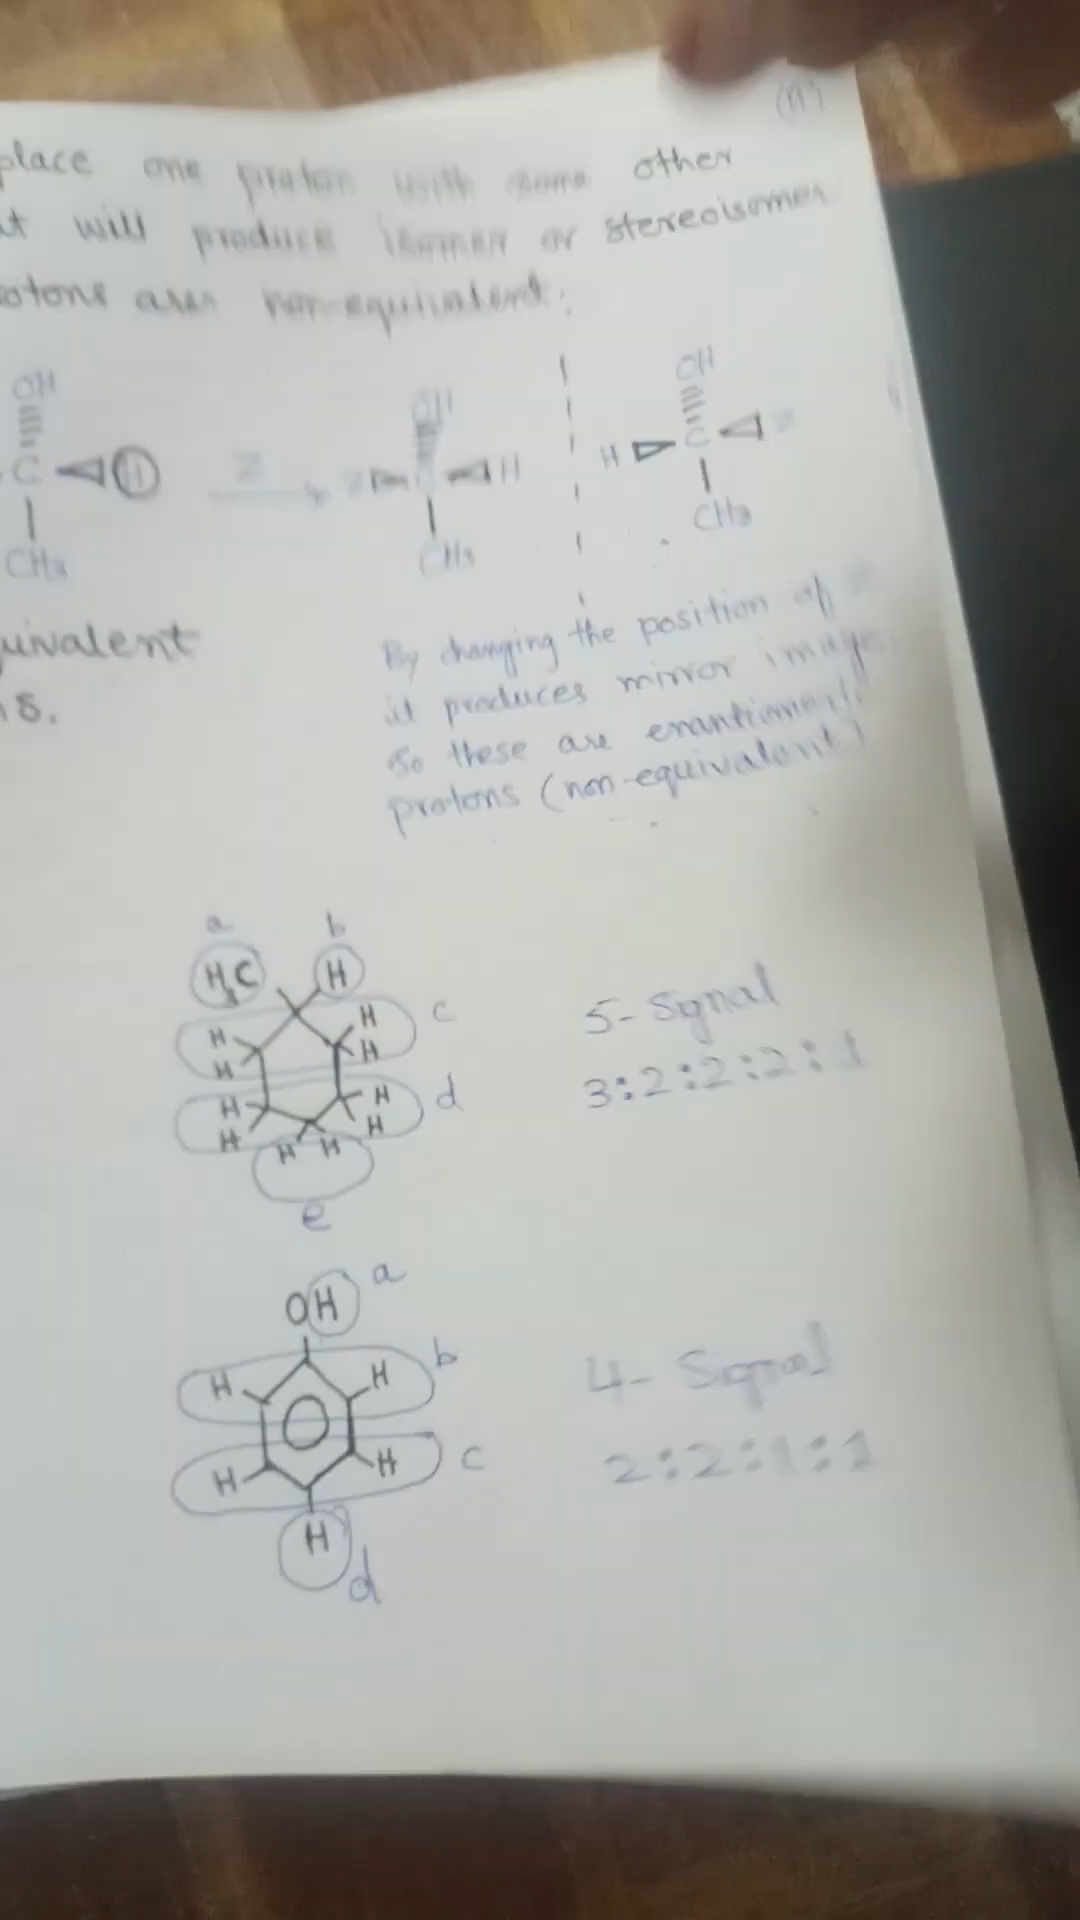 place one proton with some other
t will produce isomer or stereoisomer
otons are non-equivalent.
OH
OH
OH
C
H
Z
H
H
C
CH3
CH3
CH3
uivalent
By changing the position of
it produces mirror image
ns.
so these are
protons (non-equivalent)
a b
H3C H
H
c
5- Signal
H
H
H
3:2:2:2:1
H
H
d
H
H
H H
e
OH a
b
H
H
4- Signal
H
H
c
2:2:1:1
H
d